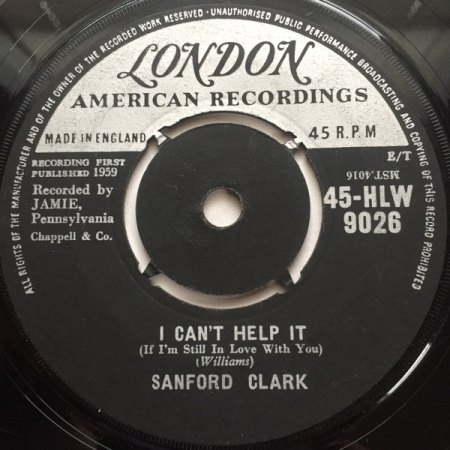 ALL RIGHTS OF THE MANUFACTURER AND OF THE OWNER OF THE RECORDED WORK RESERVED · UNAUTHORISED PUBLIC PERFORMANCE, BROADCASTING AND COPYING OF THIS RECORD PROHIBITED
LONDON
AMERICAN RECORDINGS
MADE IN ENGLAND
45 R.P.M
E/T
RECORDING FIRST
PUBLISHED 1959
MST'4016
Recorded by
JAMIE,
Pennsylvania
45-HLW
9026
Chappell & Co.
I CAN'T HELP IT
(If I'm Still In Love With You)
(Williams)
SANFORD CLARK